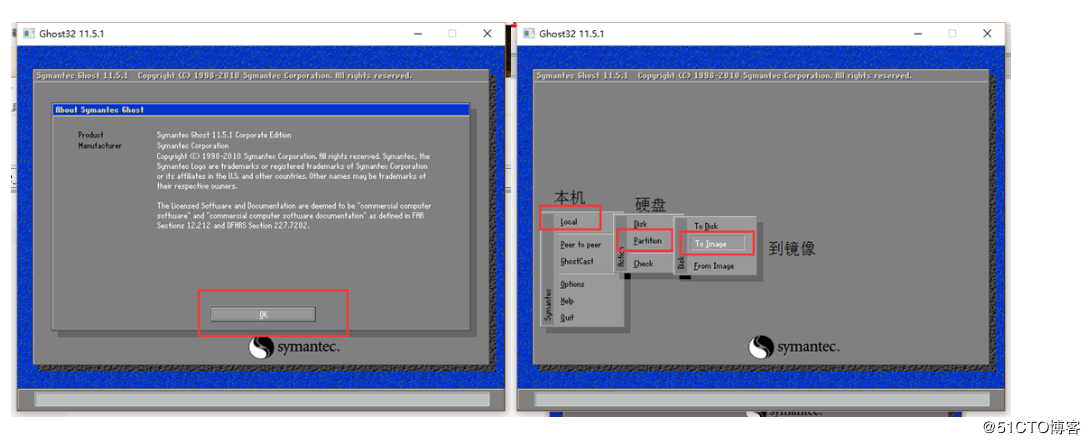 Ghost32 11.5.1
Symantec Ghost 11.5.1 Copyright (C) 1998-2010 Symantec Corporation. All rights reserved.
About Symantec Ghost
Product Symantec Ghost 11.5.1 Corporate Edition
Manufacturer Symantec Corporation
Copyright (C) 1998-2010 Symantec Corporation. All rights reserved. Symantec, the
Symantec Logo are trademarks or registered trademarks of Symantec Corporation
or its affiliates in the U.S. and other countries. Other names may be trademarks of
their respective owners.
The Licensed Software and Documentation are deemed to be "commercial computer
software" and "commercial computer software documentation" as defined in FAR
Sections 12.212 and DFARS Section 227.7202.
OK
symantec.
Ghost32 11.5.1
Symantec Ghost 11.5.1 Copyright (C) 1998-2010 Symantec Corporation. All rights reserved.
本机
硬盘
到镜像
Local
Peer to peer
GhostCast
Options
Help
Quit
Symantec
Disk
Partition
Check
Action
To Disk
To Image
From Image
Disk
symantec.
@51CTO博客